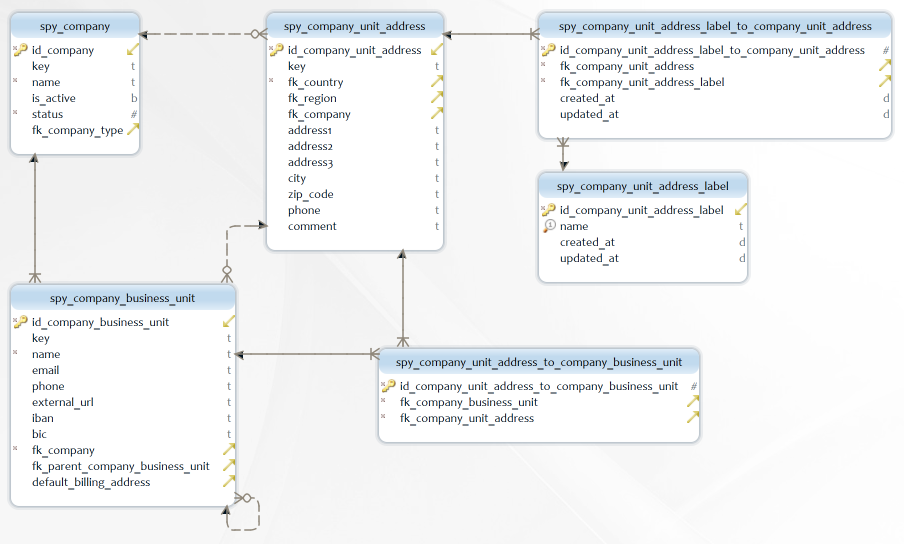 spy_company
id_company
key t
name t
is_active b
status #
fk_company_type
spy_company_unit_address
id_company_unit_address
key t
fk_country
fk_region
fk_company
address1 t
address2 t
address3 t
city t
zip_code t
phone t
comment t
spy_company_unit_address_label_to_company_unit_address
id_company_unit_address_label_to_company_unit_address #
fk_company_unit_address
fk_company_unit_address_label
created_at d
updated_at d
spy_company_unit_address_label
id_company_unit_address_label
name t
created_at d
updated_at d
spy_company_business_unit
id_company_business_unit
key t
name t
email t
phone t
external_url t
iban t
bic t
fk_company
fk_parent_company_business_unit
default_billing_address
spy_company_unit_address_to_company_business_unit
id_company_unit_address_to_company_business_unit #
fk_company_business_unit
fk_company_unit_address